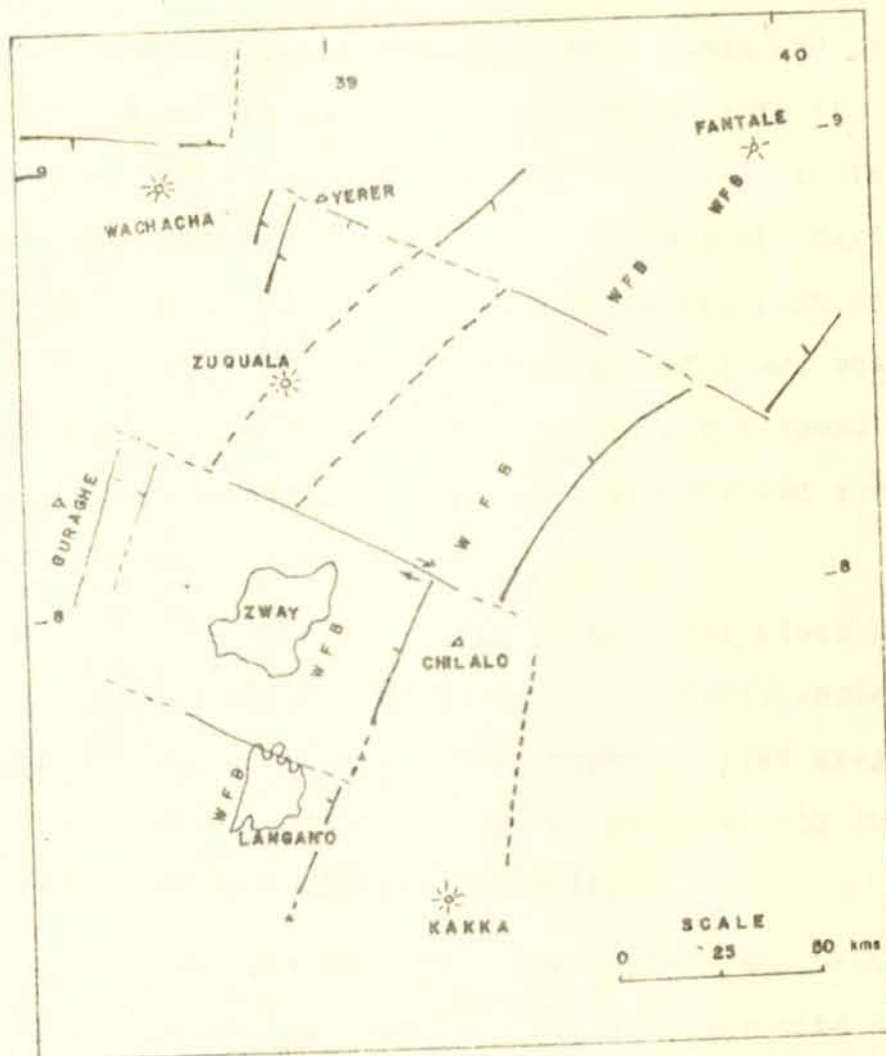 39
40
FANTALE
9
9
YERER
WACHACHA
WFB
WFB
ZUQUALA
WFB
GURAGHE
8
8
ZWAY
WFB
CHILALO
WFB
LANGANO
KAKKA
SCALE
0 25 50 kms